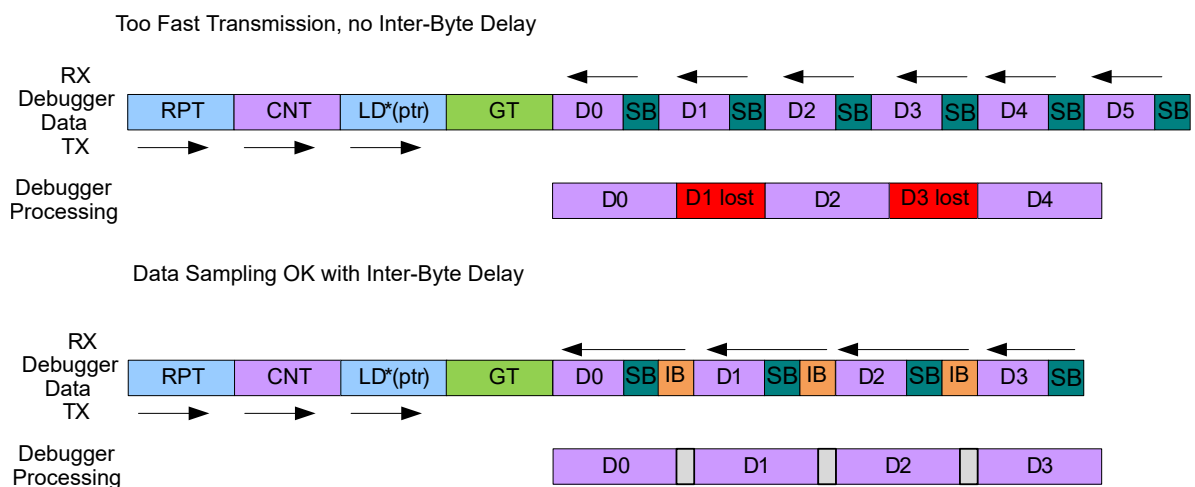 Too Fast Transmission, no Inter-Byte Delay
RX
Debugger
Data
TX
RPT CNT LD*(ptr) GT D0 SB D1 SB D2 SB D3 SB D4 SB D5 SB
Debugger
Processing
D0 D1 lost D2 D3 lost D4
Data Sampling OK with Inter-Byte Delay
RX
Debugger
Data
TX
RPT CNT LD*(ptr) GT D0 SB IB D1 SB IB D2 SB IB D3 SB
Debugger
Processing
D0 D1 D2 D3